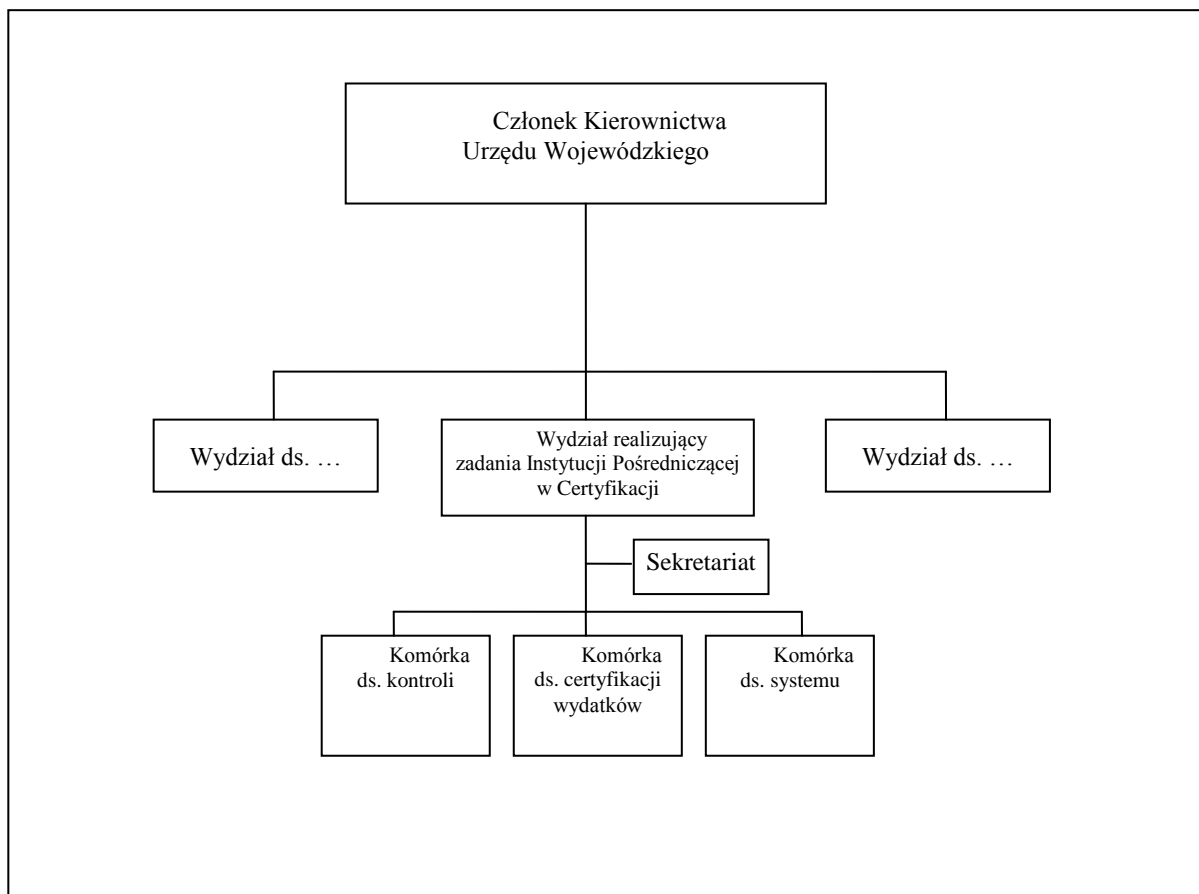 Członek Kierownictwa
Urzędu Wojewódzkiego
Wydział ds. …
Wydział realizujący
zadania Instytucji Pośredniczącej
w Certyfikacji
Wydział ds. …
Sekretariat
Komórka
ds. kontroli
Komórka
ds. certyfikacji
wydatków
Komórka
ds. systemu